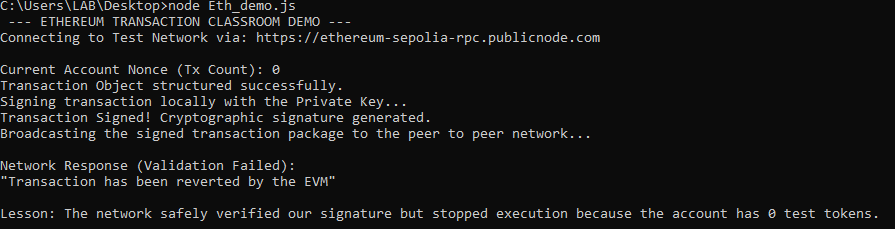 C:\Users\LAB\Desktop>node Eth_demo.js
--- ETHEREUM TRANSACTION CLASSROOM DEMO ---
Connecting to Test Network via: https://ethereum-sepolia-rpc.publicnode.com
Current Account Nonce (Tx Count): 0
Transaction Object structured successfully.
Signing transaction locally with the Private Key...
Transaction Signed! Cryptographic signature generated.
Broadcasting the signed transaction package to the peer to peer network...
Network Response (Validation Failed):
"Transaction has been reverted by the EVM"
Lesson: The network safely verified our signature but stopped execution because the account has 0 test tokens.